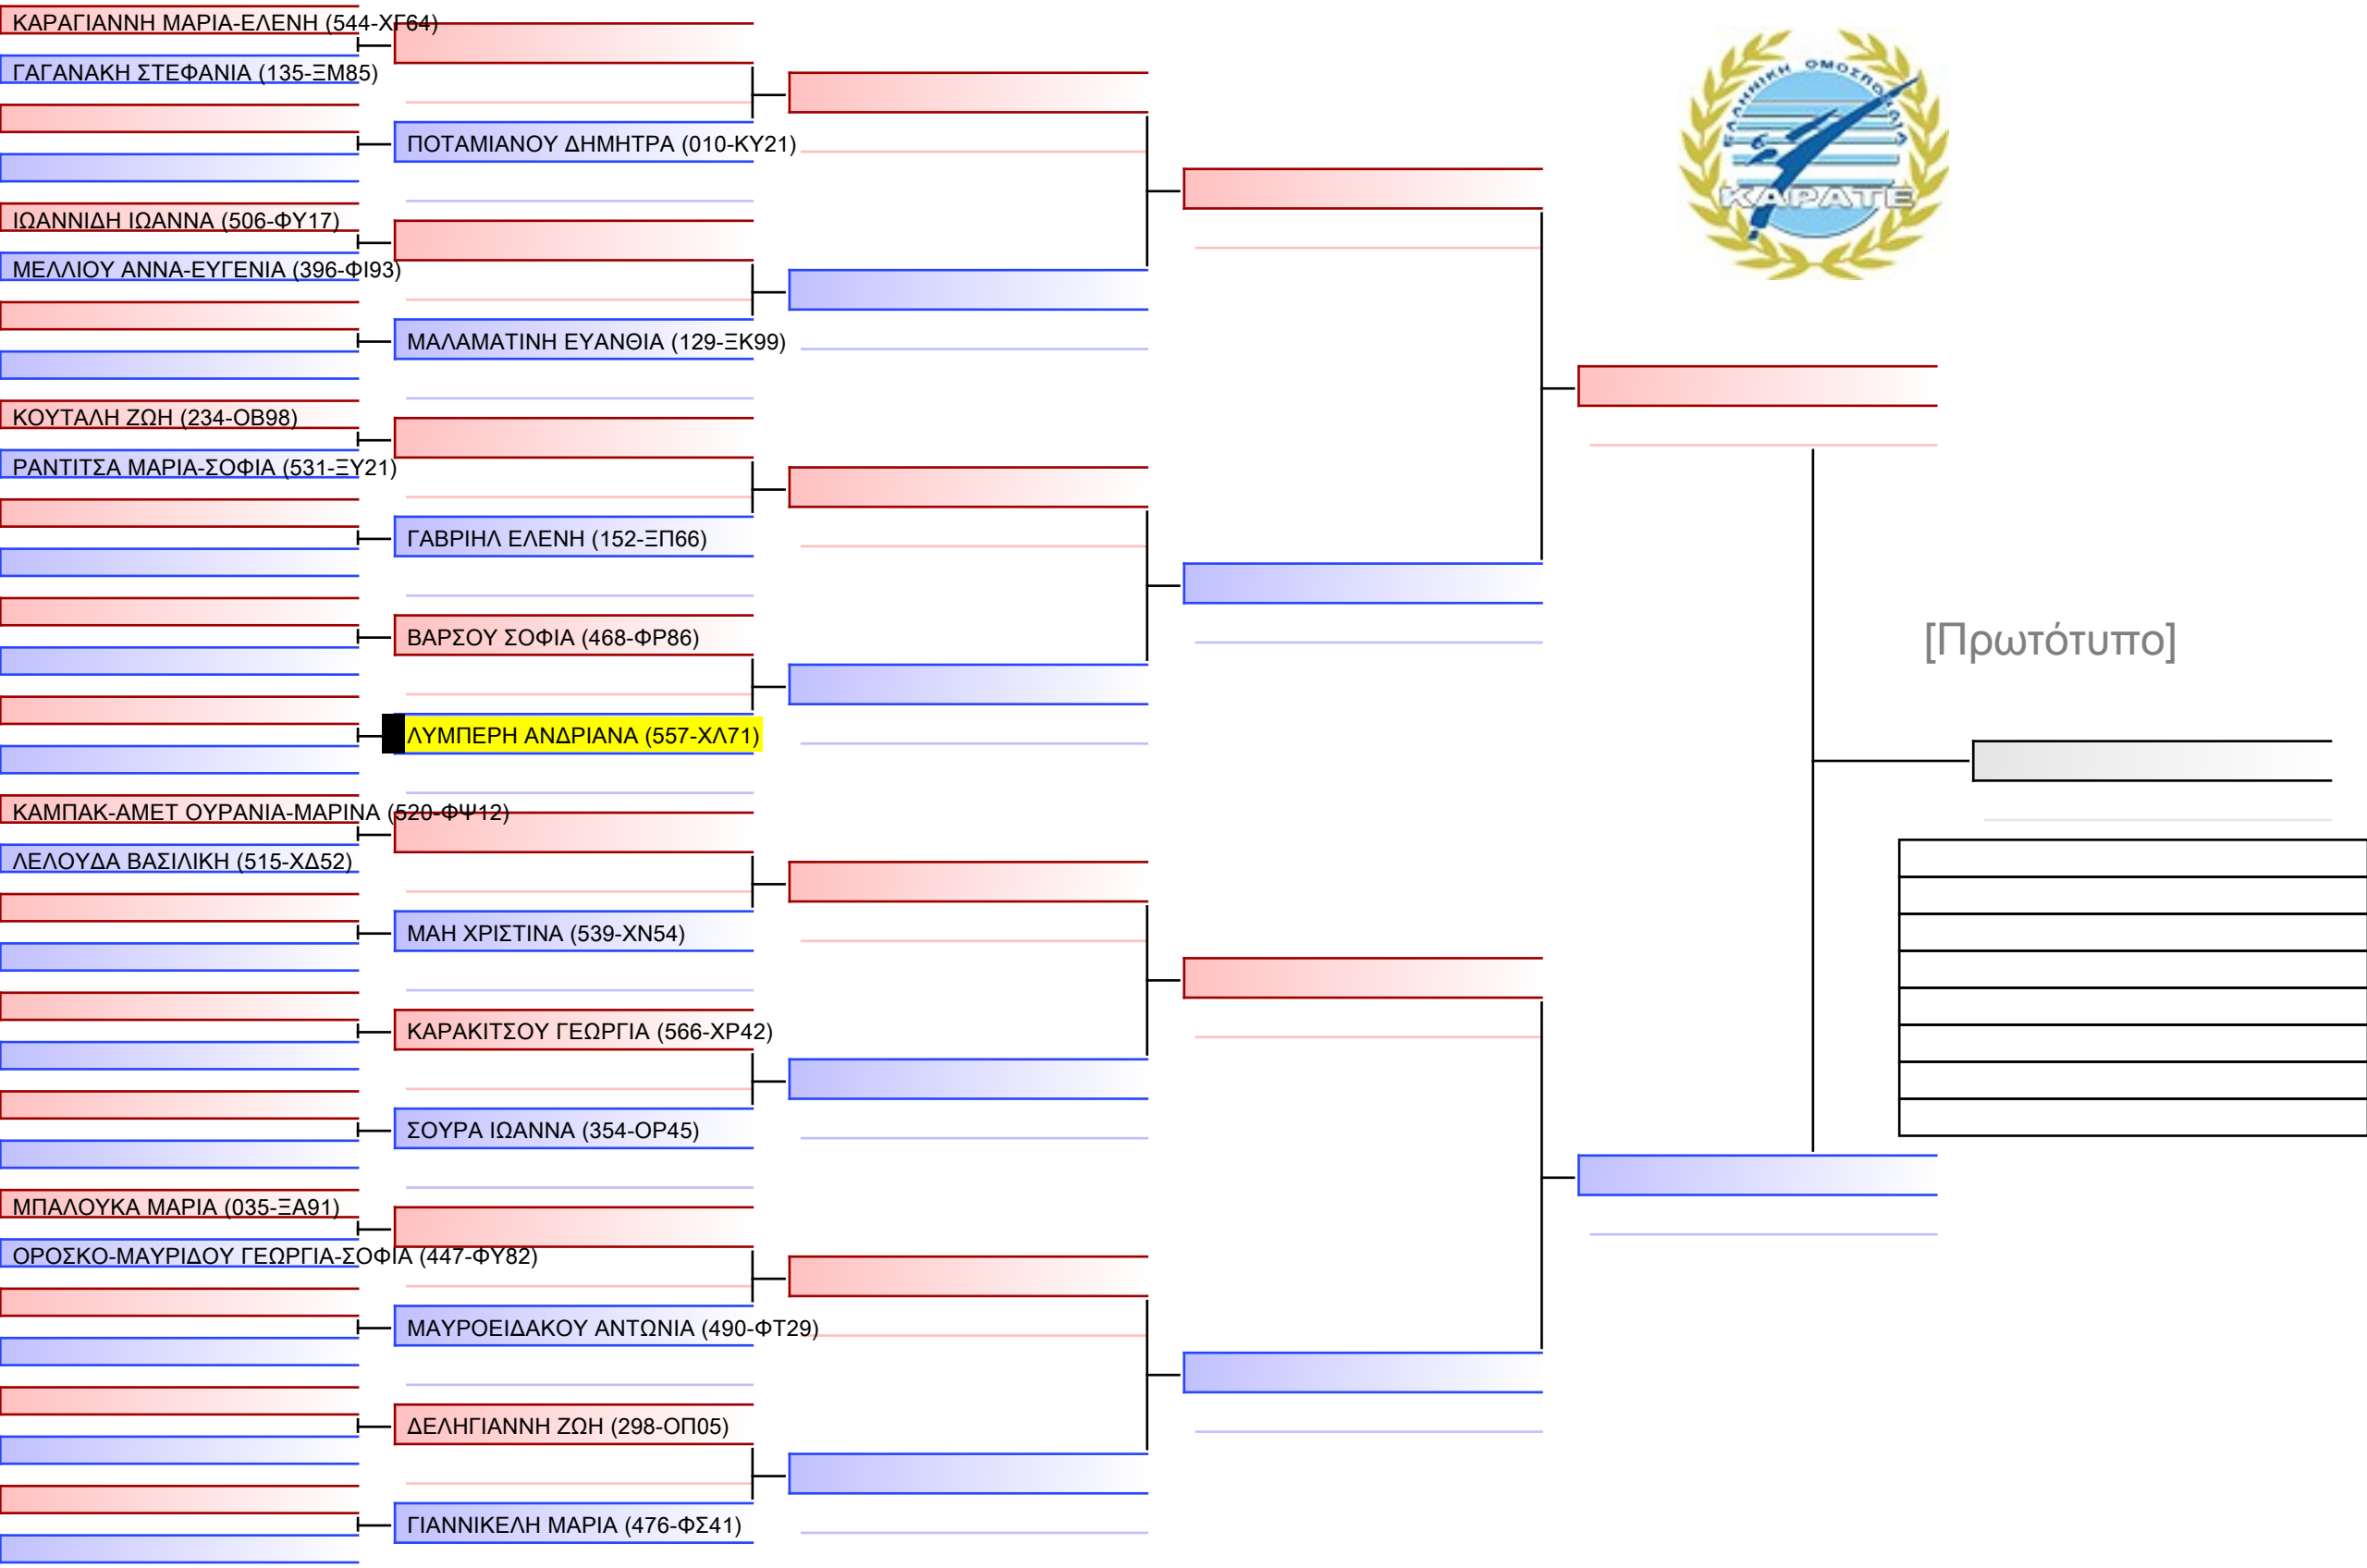 ΚΑΡΑΓΙΑΝΝΗ ΜΑΡΙΑ-ΕΛΕΝΗ (544-ΧΓ64)
ΓΑΓΑΝΑΚΗ ΣΤΕΦΑΝΙΑ (135-ΞΜ85)
ΠΟΤΑΜΙΑΝΟΥ ΔΗΜΗΤΡΑ (010-ΚΥ21)
ΙΩΑΝΝΙΔΗ ΙΩΑΝΝΑ (506-ΦΥ17)
ΜΕΛΛΙΟΥ ΑΝΝΑ-ΕΥΓΕΝΙΑ (396-ΦΙ93)
ΜΑΛΑΜΑΤΙΝΗ ΕΥΑΝΘΙΑ (129-ΞΚ99)
ΚΟΥΤΑΛΗ ΖΩΗ (234-ΟΒ98)
ΡΑΝΤΙΤΣΑ ΜΑΡΙΑ-ΣΟΦΙΑ (531-ΞΥ21)
ΓΑΒΡΙΗΛ ΕΛΕΝΗ (152-ΞΠ66)
ΒΑΡΣΟΥ ΣΟΦΙΑ (468-ΦΡ86)
ΛΥΜΠΕΡΗ ΑΝΔΡΙΑΝΑ (557-ΧΛ71)
ΚΑΜΠΑΚ-ΑΜΕΤ ΟΥΡΑΝΙΑ-ΜΑΡΙΝΑ (520-ΦΨ12)
ΛΕΛΟΥΔΑ ΒΑΣΙΛΙΚΗ (515-ΧΔ52)
ΜΑΗ ΧΡΙΣΤΙΝΑ (539-ΧΝ54)
ΚΑΡΑΚΙΤΣΟΥ ΓΕΩΡΓΙΑ (566-ΧΡ42)
ΣΟΥΡΑ ΙΩΑΝΝΑ (354-ΟΡ45)
ΜΠΑΛΟΥΚΑ ΜΑΡΙΑ (035-ΞΑ91)
ΟΡΟΣΚΟ-ΜΑΥΡΙΔΟΥ ΓΕΩΡΓΙΑ-ΣΟΦΙΑ (447-ΦΥ82)
ΜΑΥΡΟΕΙΔΑΚΟΥ ΑΝΤΩΝΙΑ (490-ΦΤ29)
ΔΕΛΗΓΙΑΝΝΗ ΖΩΗ (298-ΟΠ05)
ΓΙΑΝΝΙΚΕΛΗ ΜΑΡΙΑ (476-ΦΣ41)
ΕΛΛΗΝΙΚΗ ΟΜΟΣΠΟΝΔΙΑ
ΚΑΡΑΤΕ
[Πρωτότυπο]